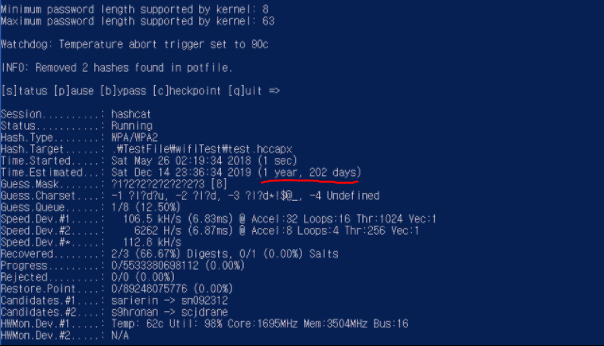 Minimum password length supported by kernel: 8
Maximum password length supported by kernel: 63
Watchdog: Temperature abort trigger set to 90c
INFO: Removed 2 hashes found in potfile.
[s]tatus [p]ause [b]ypass [c]heckpoint [q]uit =>
Session..........: hashcat
Status...........: Running
Hash.Type........: WPA/WPA2
Hash.Target......: .₩TestFile₩wifiTest₩test.hccapx
Time.Started.....: Sat May 26 02:19:34 2018 (1 sec)
Time.Estimated...: Sat Dec 14 23:36:34 2019 (1 year, 202 days)
Guess.Mask.......: ?1?2?2?2?2?2?2?3 [8]
Guess.Charset....: -1 ?l?d?u, -2 ?l?d, -3 ?l?d*!$@_, -4 Undefined
Guess.Queue......: 1/8 (12.50%)
Speed.Dev.#1.....: 106.5 kH/s (6.83ms) @ Accel:32 Loops:16 Thr:1024 Vec:1
Speed.Dev.#2.....: 6262 H/s (6.87ms) @ Accel:8 Loops:4 Thr:256 Vec:1
Speed.Dev.#*.....: 112.8 kH/s
Recovered........: 2/3 (66.67%) Digests, 0/1 (0.00%) Salts
Progress.........: 0/5533380698112 (0.00%)
Rejected.........: 0/0 (0.00%)
Restore.Point....: 0/89248075776 (0.00%)
Candidates.#1....: sarierin -> sm092312
Candidates.#2....: s9hronan -> scjdrane
HWMon.Dev.#1.....: Temp: 62c Util: 98% Core:1695MHz Mem:3504MHz Bus:16
HWMon.Dev.#2.....: N/A